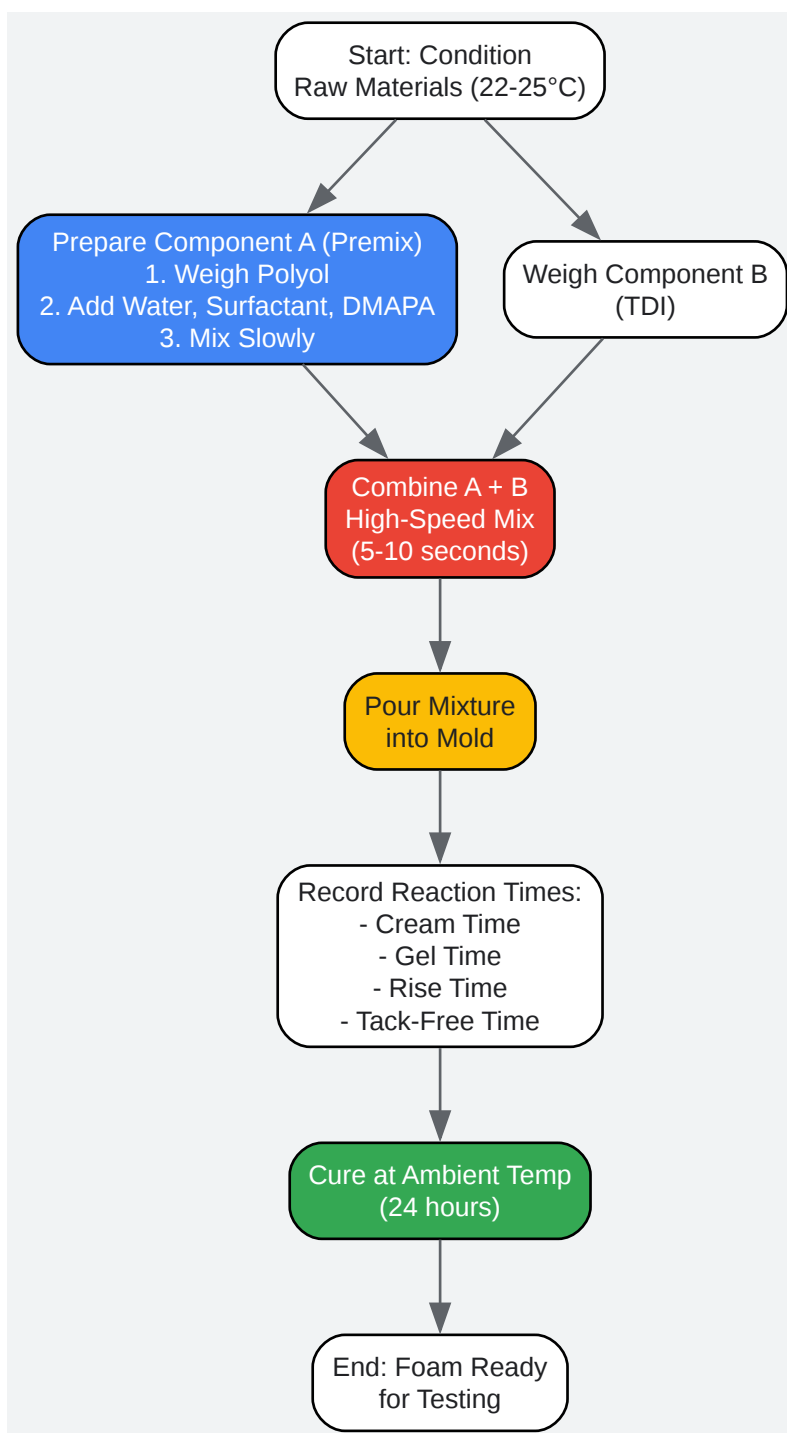 Start: Condition
Raw Materials (22-25°C)
Prepare Component A (Premix)
1. Weigh Polyol
2. Add Water, Surfactant, DMAPA
3. Mix Slowly
Weigh Component B
(TDI)
Combine A + B
High-Speed Mix
(5-10 seconds)
Pour Mixture
into Mold
Record Reaction Times:
- Cream Time
- Gel Time
- Rise Time
- Tack-Free Time
Cure at Ambient Temp
(24 hours)
End: Foam Ready
for Testing